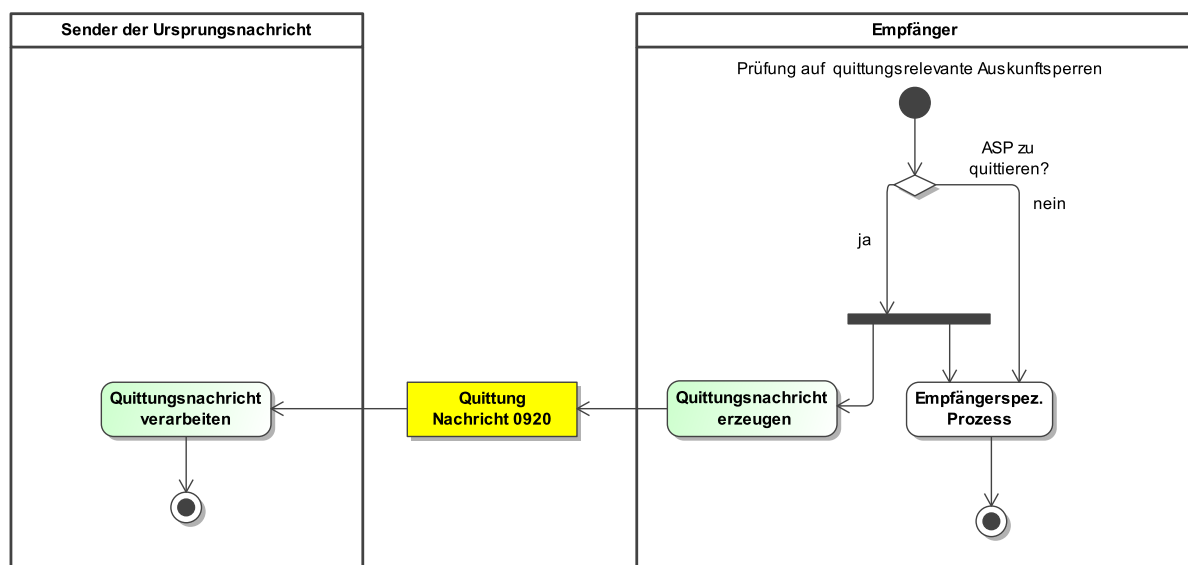 Sender der Ursprungsnachricht
Empfänger
Prüfung auf quittungsrelevante Auskunftsperren
ASP zu
quittieren?
nein
ja
Quittungsnachricht
verarbeiten
Quittung
Nachricht 0920
Quittungsnachricht
erzeugen
Empfängerspez.
Prozess